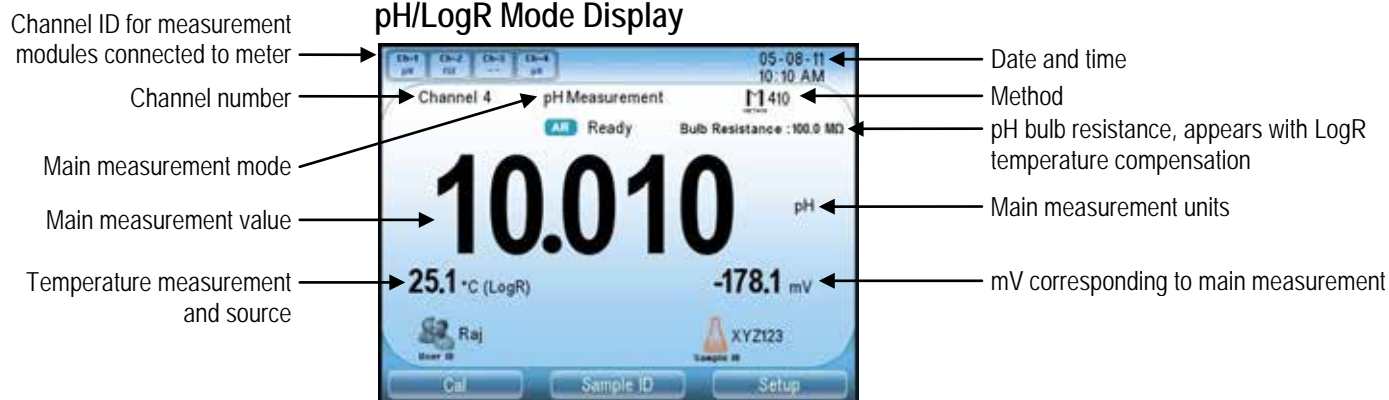 pH/LogR Mode Display
Channel ID for measurement
modules connected to meter
Channel number
Main measurement mode
Main measurement value
Temperature measurement
and source
Ch-1 Ch-2 Ch-3 Ch-4
pH -- pH
05-08-11
10:10 AM
Channel 4 pH Measurement M 410
AR Ready Bulb Resistance :100.0 MΩ
10.010 pH
25.1 °C (LogR) -178.1 mV
Raj XYZ123
User ID Sample ID
Cal Sample ID Setup
Date and time
Method
pH bulb resistance, appears with LogR
temperature compensation
Main measurement units
mV corresponding to main measurement